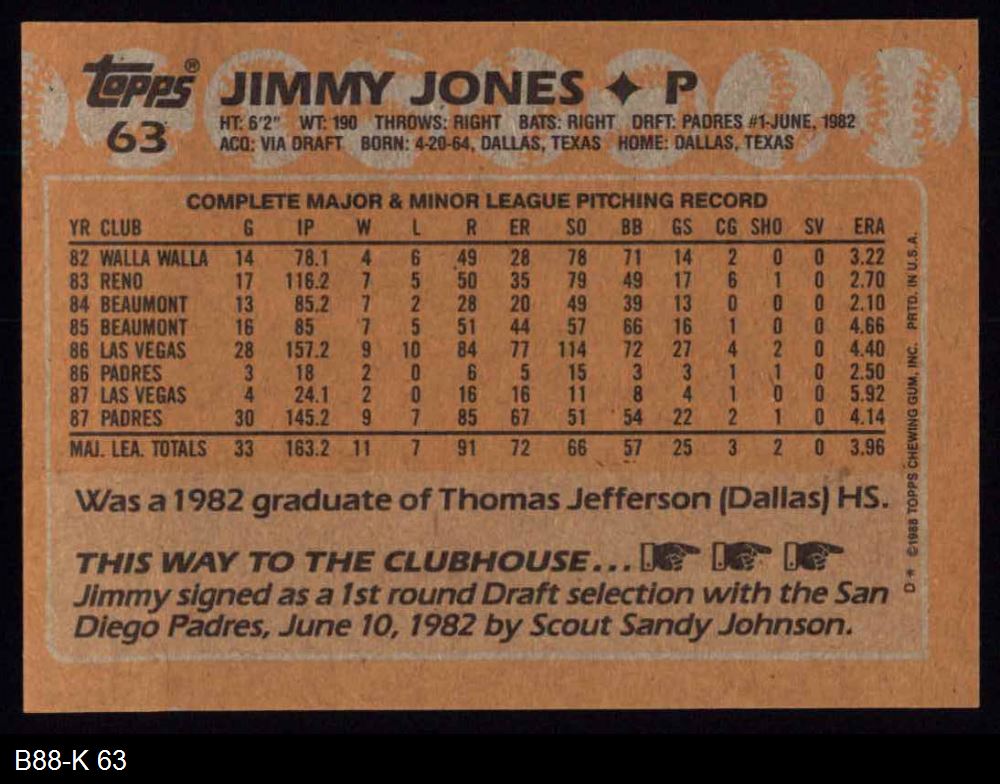 Topps®
63
JIMMY JONES ✦ P
HT: 6'2" WT: 190 THROWS: RIGHT BATS: RIGHT DRFT: PADRES #1-JUNE, 1982
ACQ: VIA DRAFT BORN: 4-20-64, DALLAS, TEXAS HOME: DALLAS, TEXAS
COMPLETE MAJOR & MINOR LEAGUE PITCHING RECORD
YR CLUB G IP W L R ER SO BB GS CG SHO SV ERA
82 WALLA WALLA 14 78.1 4 6 49 28 78 71 14 2 0 0 3.22
83 RENO 17 116.2 7 5 50 35 79 49 17 6 1 0 2.70
84 BEAUMONT 13 85.2 7 2 28 20 49 39 13 0 0 0 2.10
85 BEAUMONT 16 85 7 5 51 44 57 66 16 1 0 0 4.66
86 LAS VEGAS 28 157.2 9 10 84 77 114 72 27 4 2 0 4.40
86 PADRES 3 18 2 0 6 5 15 3 3 1 1 0 2.50
87 LAS VEGAS 4 24.1 2 0 16 16 11 8 4 1 0 0 5.92
87 PADRES 30 145.2 9 7 85 67 51 54 22 2 1 0 4.14
MAJ. LEA. TOTALS 33 163.2 11 7 91 72 66 57 25 3 2 0 3.96
Was a 1982 graduate of Thomas Jefferson (Dallas) HS.
THIS WAY TO THE CLUBHOUSE...
Jimmy signed as a 1st round Draft selection with the San
Diego Padres, June 10, 1982 by Scout Sandy Johnson.
D* ©1988 TOPPS CHEWING GUM, INC. PRTD. IN U.S.A.
B88-K 63